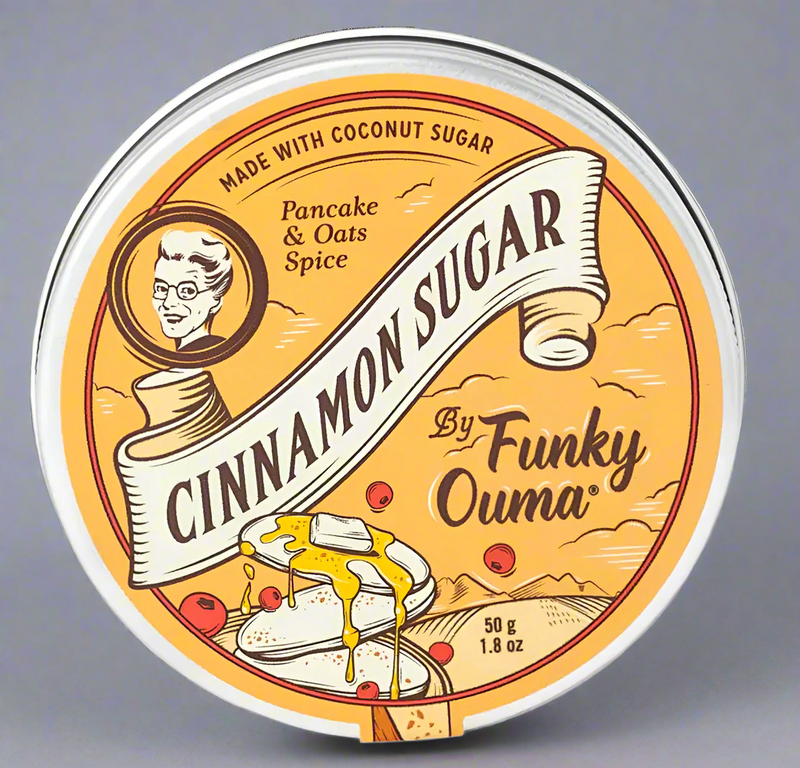 MADE WITH COCONUT SUGAR
Pancake
& Oats
Spice
CINNAMON SUGAR
By Funky
Ouma®
50 g
1.8 oz